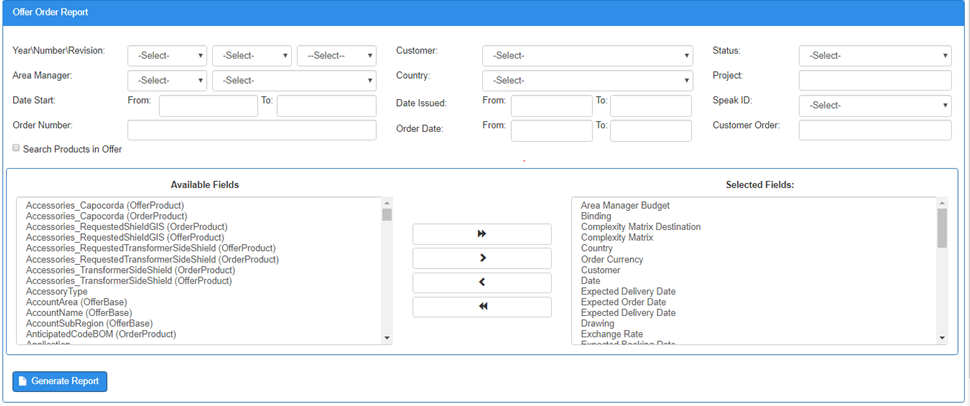 Offer Order Report
Year\Number\Revision: -Select- -Select- --Select-- Customer: -Select- Status: -Select-
Area Manager: -Select- -Select- Country: -Select- Project:
Date Start: From: To: Date Issued: From: To: Speak ID: -Select-
Order Number: Order Date: From: To: Customer Order:
Search Products in Offer
Available Fields
Accessories_Capocorda (OfferProduct)
Accessories_Capocorda (OrderProduct)
Accessories_RequestedShieldGIS (OrderProduct)
Accessories_RequestedShieldGIS (OfferProduct)
Accessories_RequestedTransformerSideShield (OfferProduct)
Accessories_RequestedTransformerSideShield (OrderProduct)
Accessories_TransformerSideShield (OrderProduct)
Accessories_TransformerSideShield (OfferProduct)
AccessoryType
AccountArea (OfferBase)
AccountName (OfferBase)
AccountSubRegion (OfferBase)
AnticipatedCodeBOM (OrderProduct)
Application
Selected Fields:
Area Manager Budget
Binding
Complexity Matrix Destination
Complexity Matrix
Country
Order Currency
Customer
Date
Expected Delivery Date
Expected Order Date
Expected Delivery Date
Drawing
Exchange Rate
Expected Booking Date
Generate Report